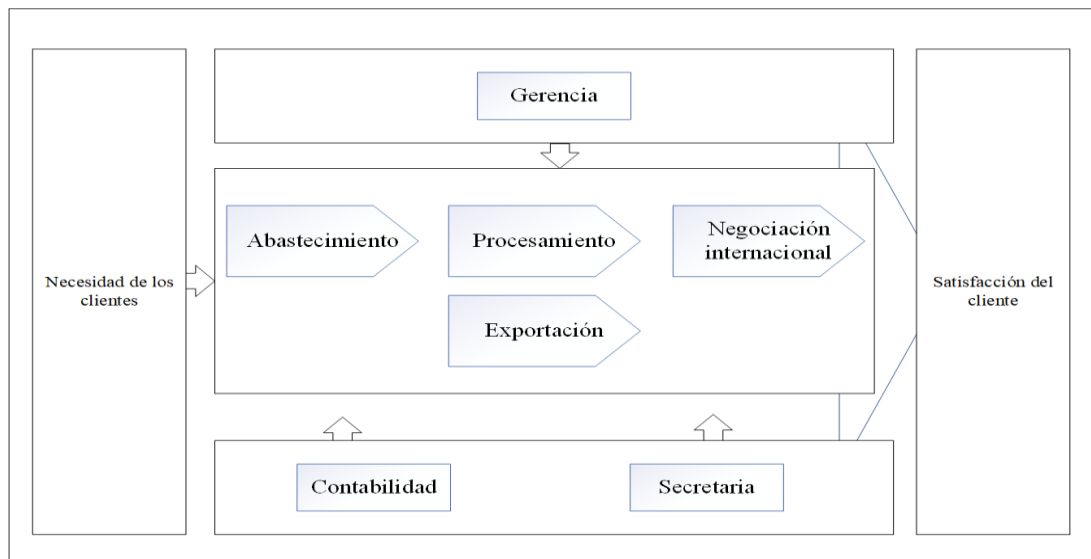 Gerencia
Abastecimiento
Procesamiento
Negociación
internacional
Necesidad de los
clientes
Satisfacción del
cliente
Exportación
Contabilidad
Secretaria